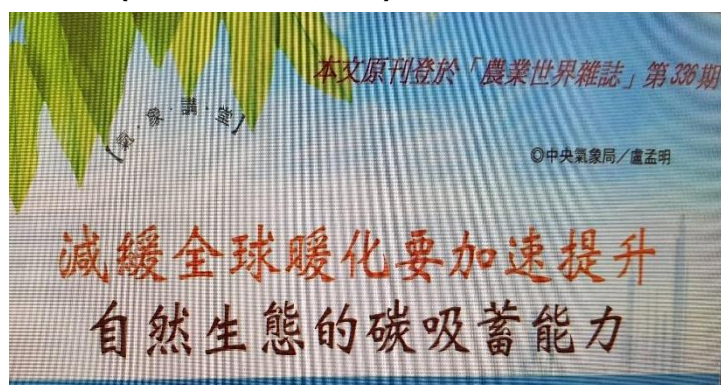 本文原刊登於「農業世界雜誌」第336期
【氣·象·講·堂】
◎中央氣象局／盧孟明
減緩全球暖化要加速提升
自然生態的碳吸蓄能力